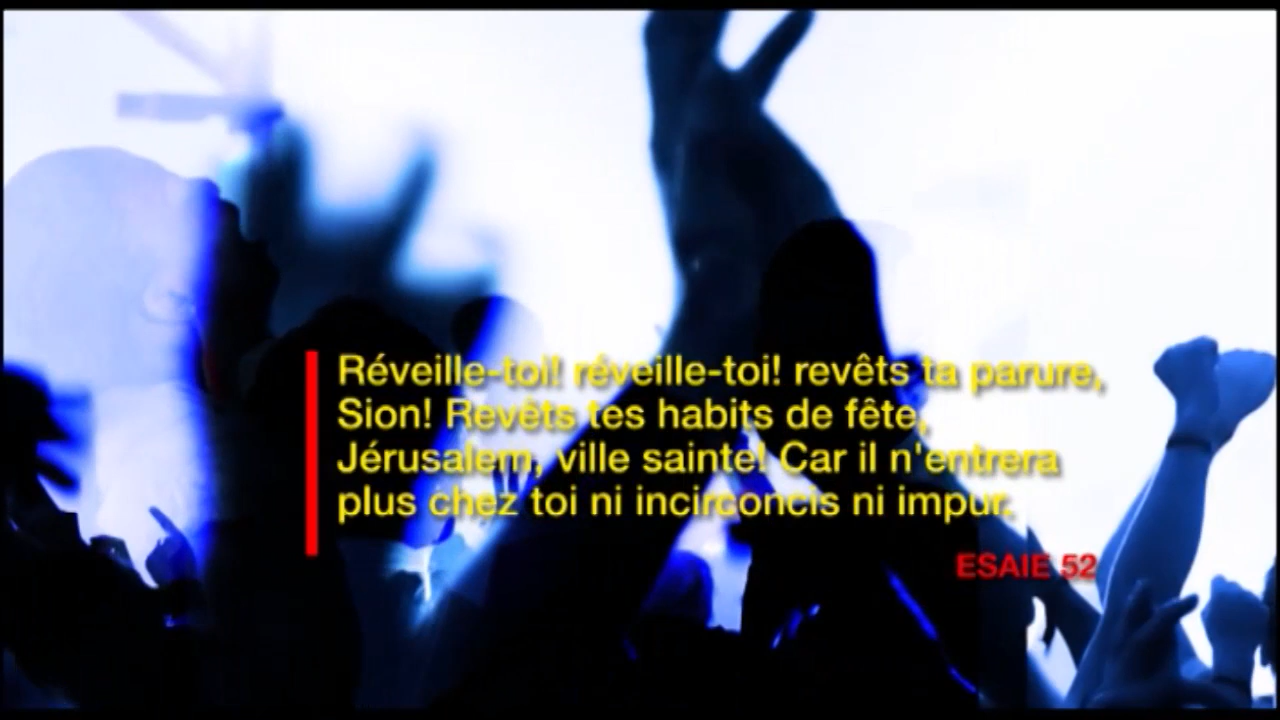 Réveille-toi! réveille-toi! revêts ta parure,
Sion! Revêts tes habits de fête,
Jérusalem, ville sainte! Car il n'entrera
plus chez toi ni incirconcis ni impur.
ESAIE 52